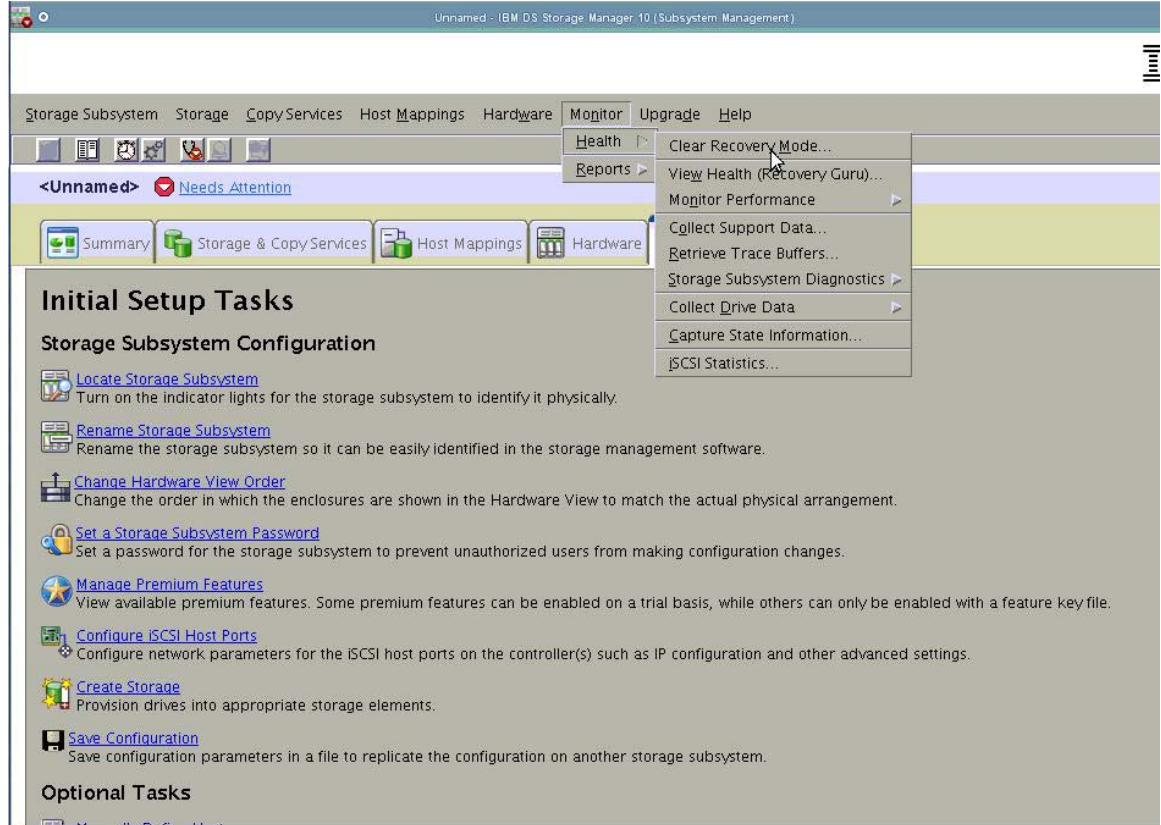 Unnamed - IBM DS Storage Manager 10 (Subsystem Management)
Storage Subsystem Storage Copy Services Host Mappings Hardware Monitor Upgrade Help
Health
Reports
Clear Recovery Mode...
View Health (Recovery Guru)...
Monitor Performance
Collect Support Data...
Retrieve Trace Buffers...
Storage Subsystem Diagnostics
Collect Drive Data
Capture State Information...
iSCSI Statistics...
<Unnamed> Needs Attention
Summary Storage & Copy Services Host Mappings Hardware
Initial Setup Tasks
Storage Subsystem Configuration
Locate Storage Subsystem
Turn on the indicator lights for the storage subsystem to identify it physically.
Rename Storage Subsystem
Rename the storage subsystem so it can be easily identified in the storage management software.
Change Hardware View Order
Change the order in which the enclosures are shown in the Hardware View to match the actual physical arrangement.
Set a Storage Subsystem Password
Set a password for the storage subsystem to prevent unauthorized users from making configuration changes.
Manage Premium Features
View available premium features. Some premium features can be enabled on a trial basis, while others can only be enabled with a feature key file.
Configure iSCSI Host Ports
Configure network parameters for the iSCSI host ports on the controller(s) such as IP configuration and other advanced settings.
Create Storage
Provision drives into appropriate storage elements.
Save Configuration
Save configuration parameters in a file to replicate the configuration on another storage subsystem.
Optional Tasks